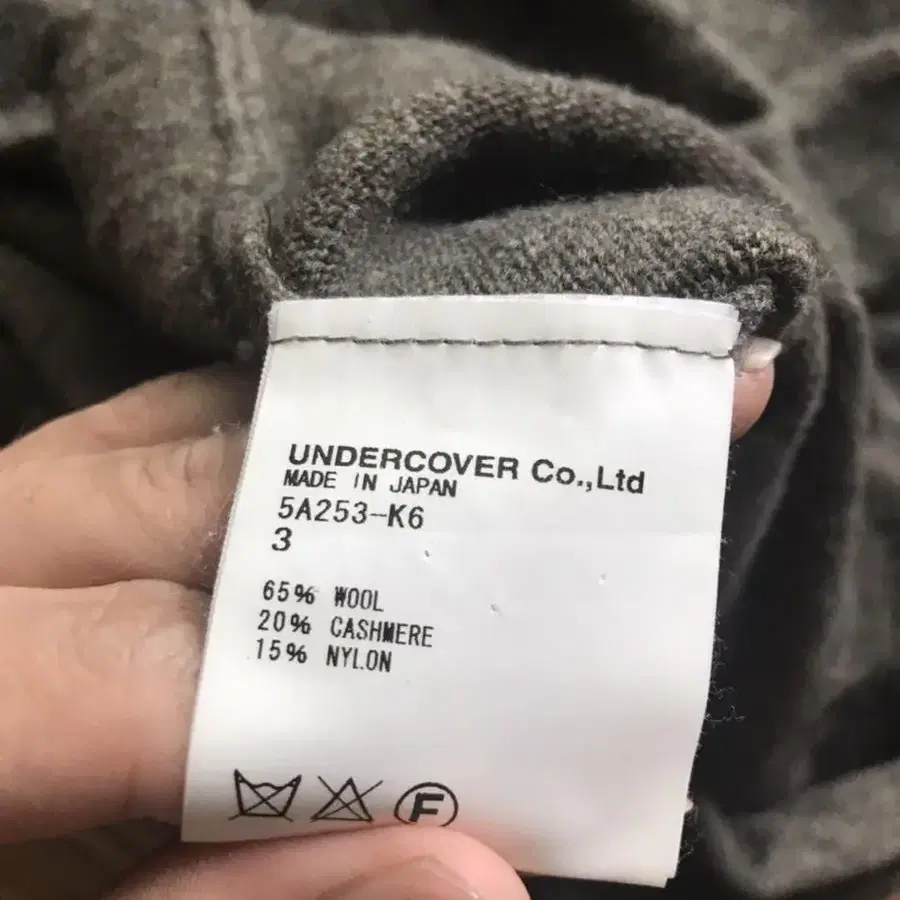 UNDERCOVER Co.,Ltd
MADE IN JAPAN
5A253-K6
3
65% WOOL
20% CASHMERE
15% NYLON
F